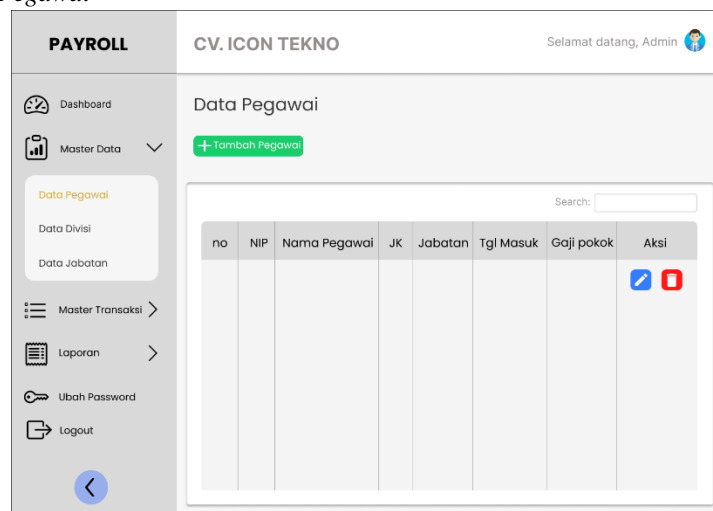 Pegawai
PAYROLL
CV. ICON TEKNO
Selamat datang, Admin
Dashboard
Master Data
Data Pegawai
Data Divisi
Data Jabatan
Master Transaksi
Laporan
Ubah Password
Logout
Data Pegawai
Tambah Pegawai
Search:
no NIP Nama Pegawai JK Jabatan Tgl Masuk Gaji pokok Aksi